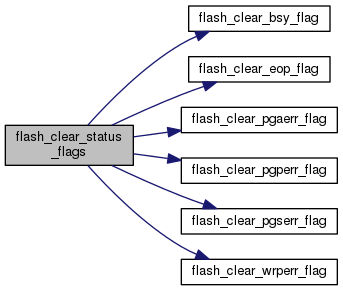 flash_clear_bsy_flag
flash_clear_eop_flag
flash_clear_pgaerr_flag
flash_clear_status
_flags
flash_clear_pgperr_flag
flash_clear_pgserr_flag
flash_clear_wrperr_flag